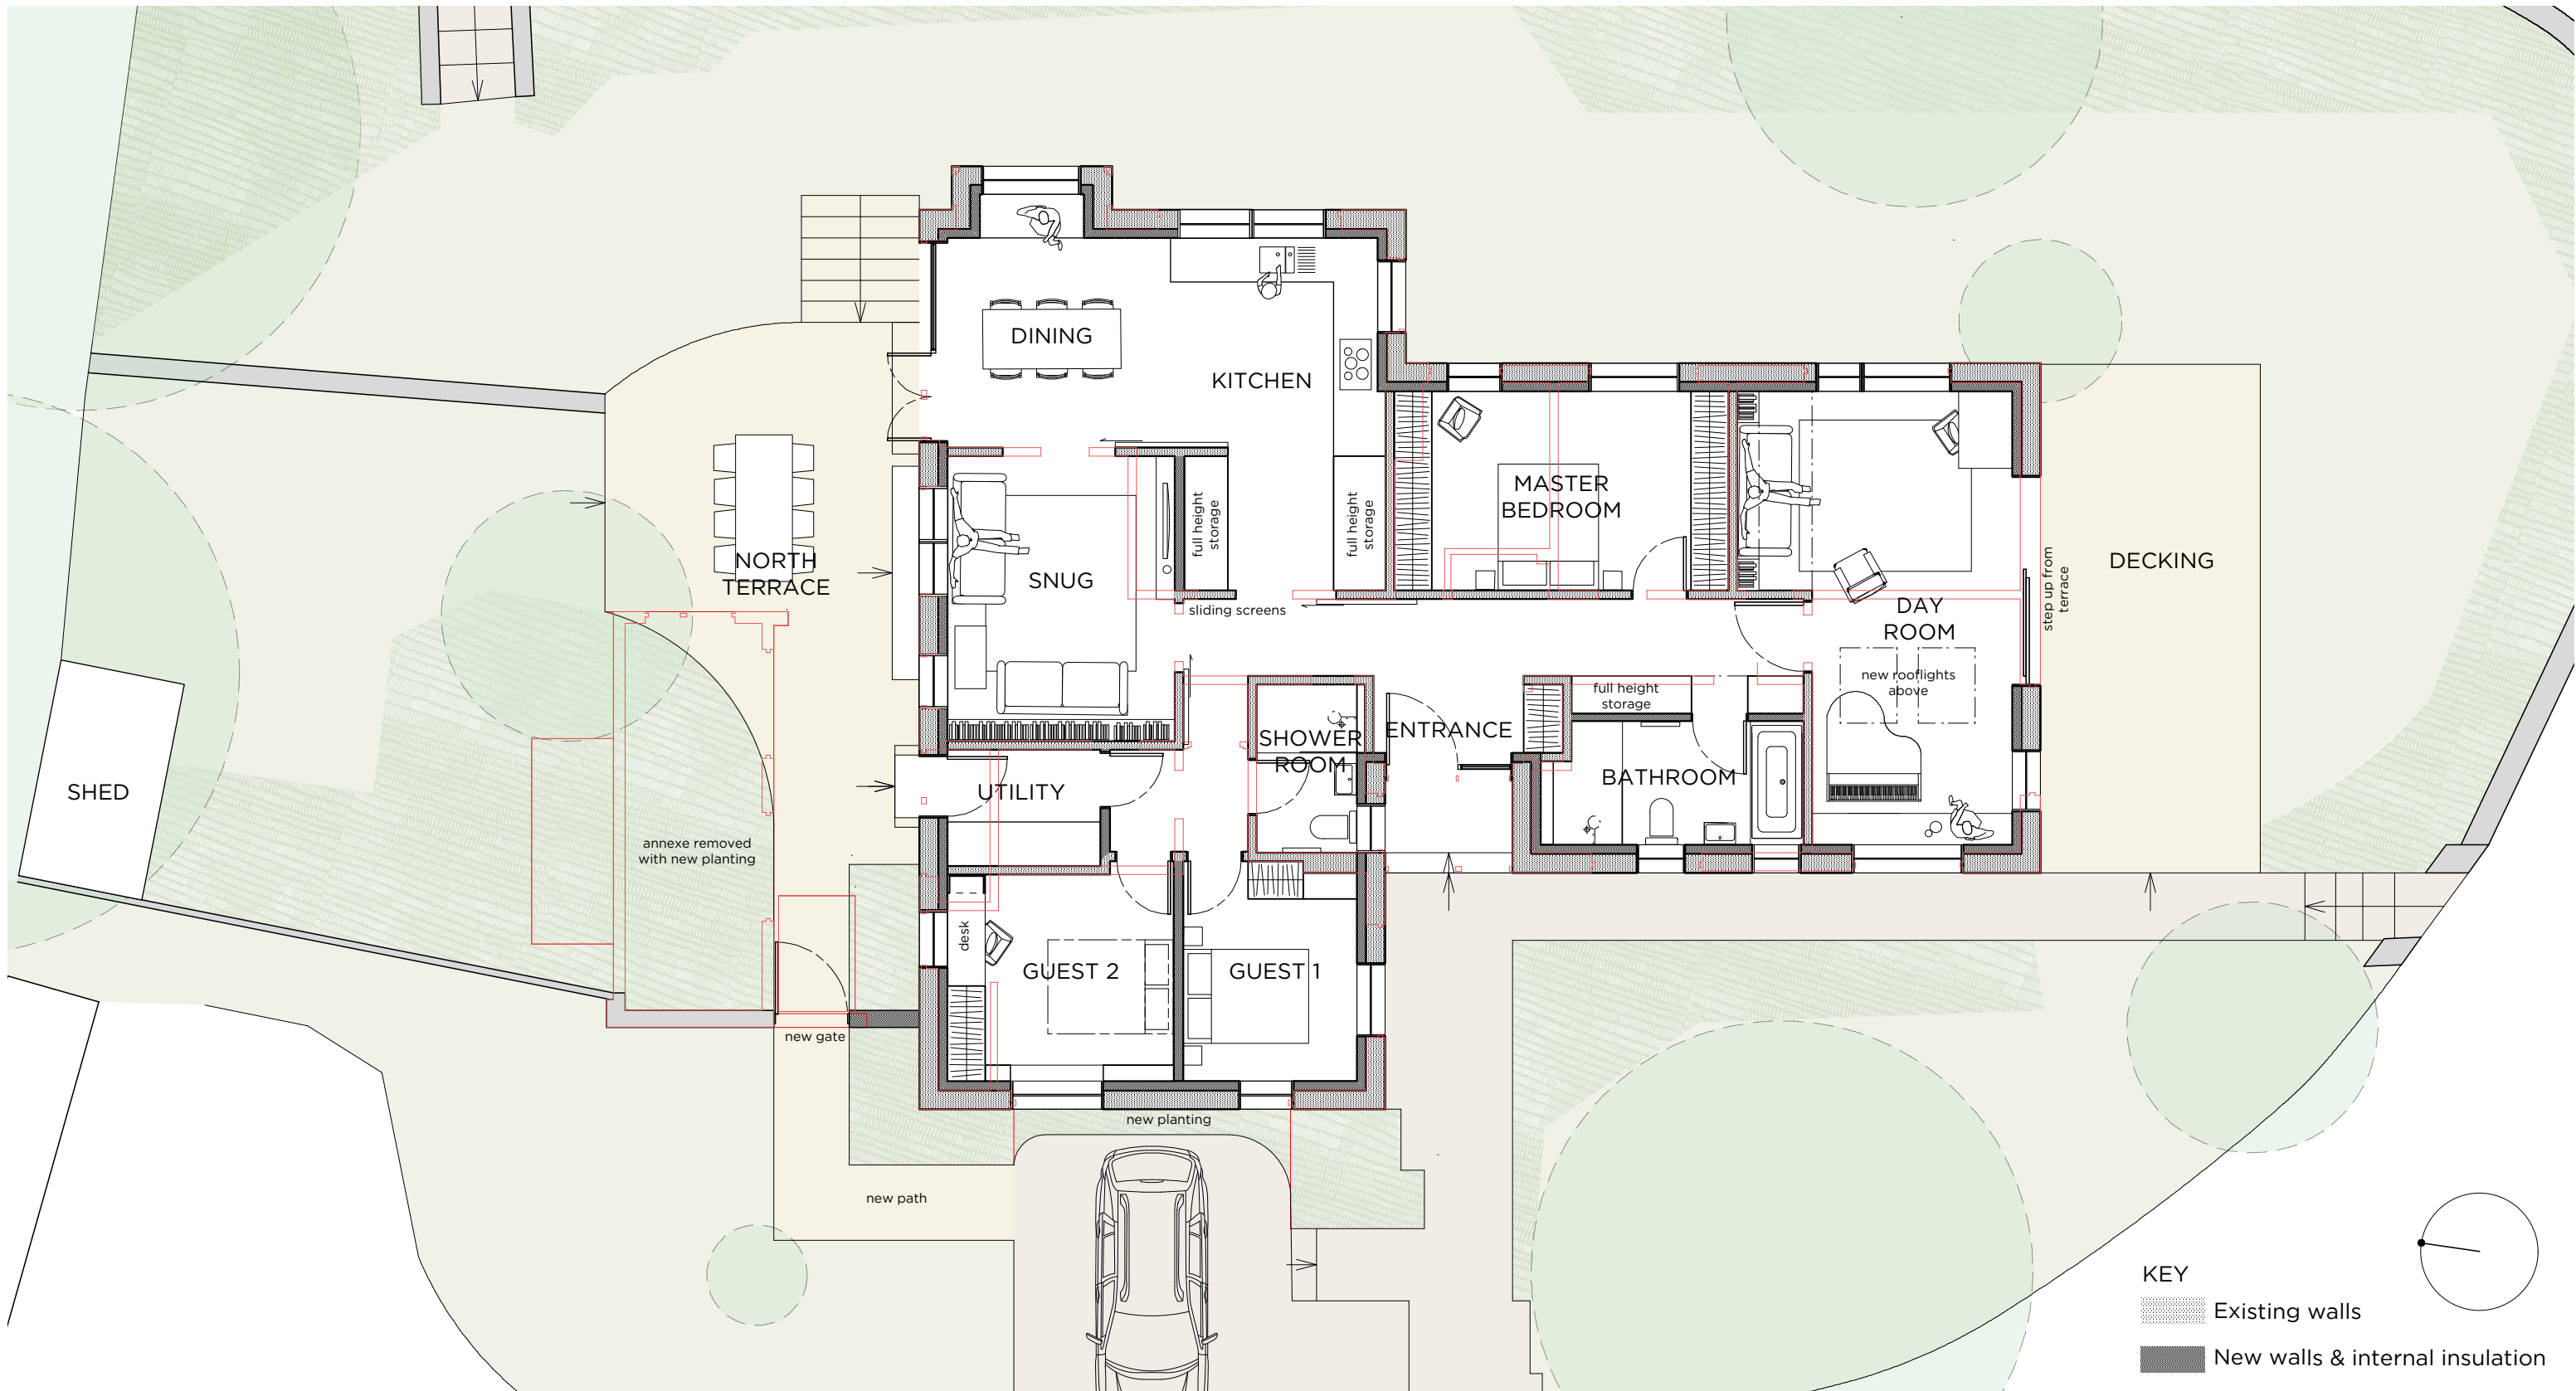 DINING
KITCHEN
MASTER
BEDROOM
full height
storage
full height
storage
NORTH
TERRACE
SNUG
sliding screens
DAY
ROOM
step up from
terrace
DECKING
new rooflights
above
full height
storage
SHOWER
ROOM
ENTRANCE
BATHROOM
UTILITY
SHED
annexe removed
with new planting
desk
GUEST 2
GUEST 1
new gate
new planting
new path
KEY
Existing walls
New walls & internal insulation